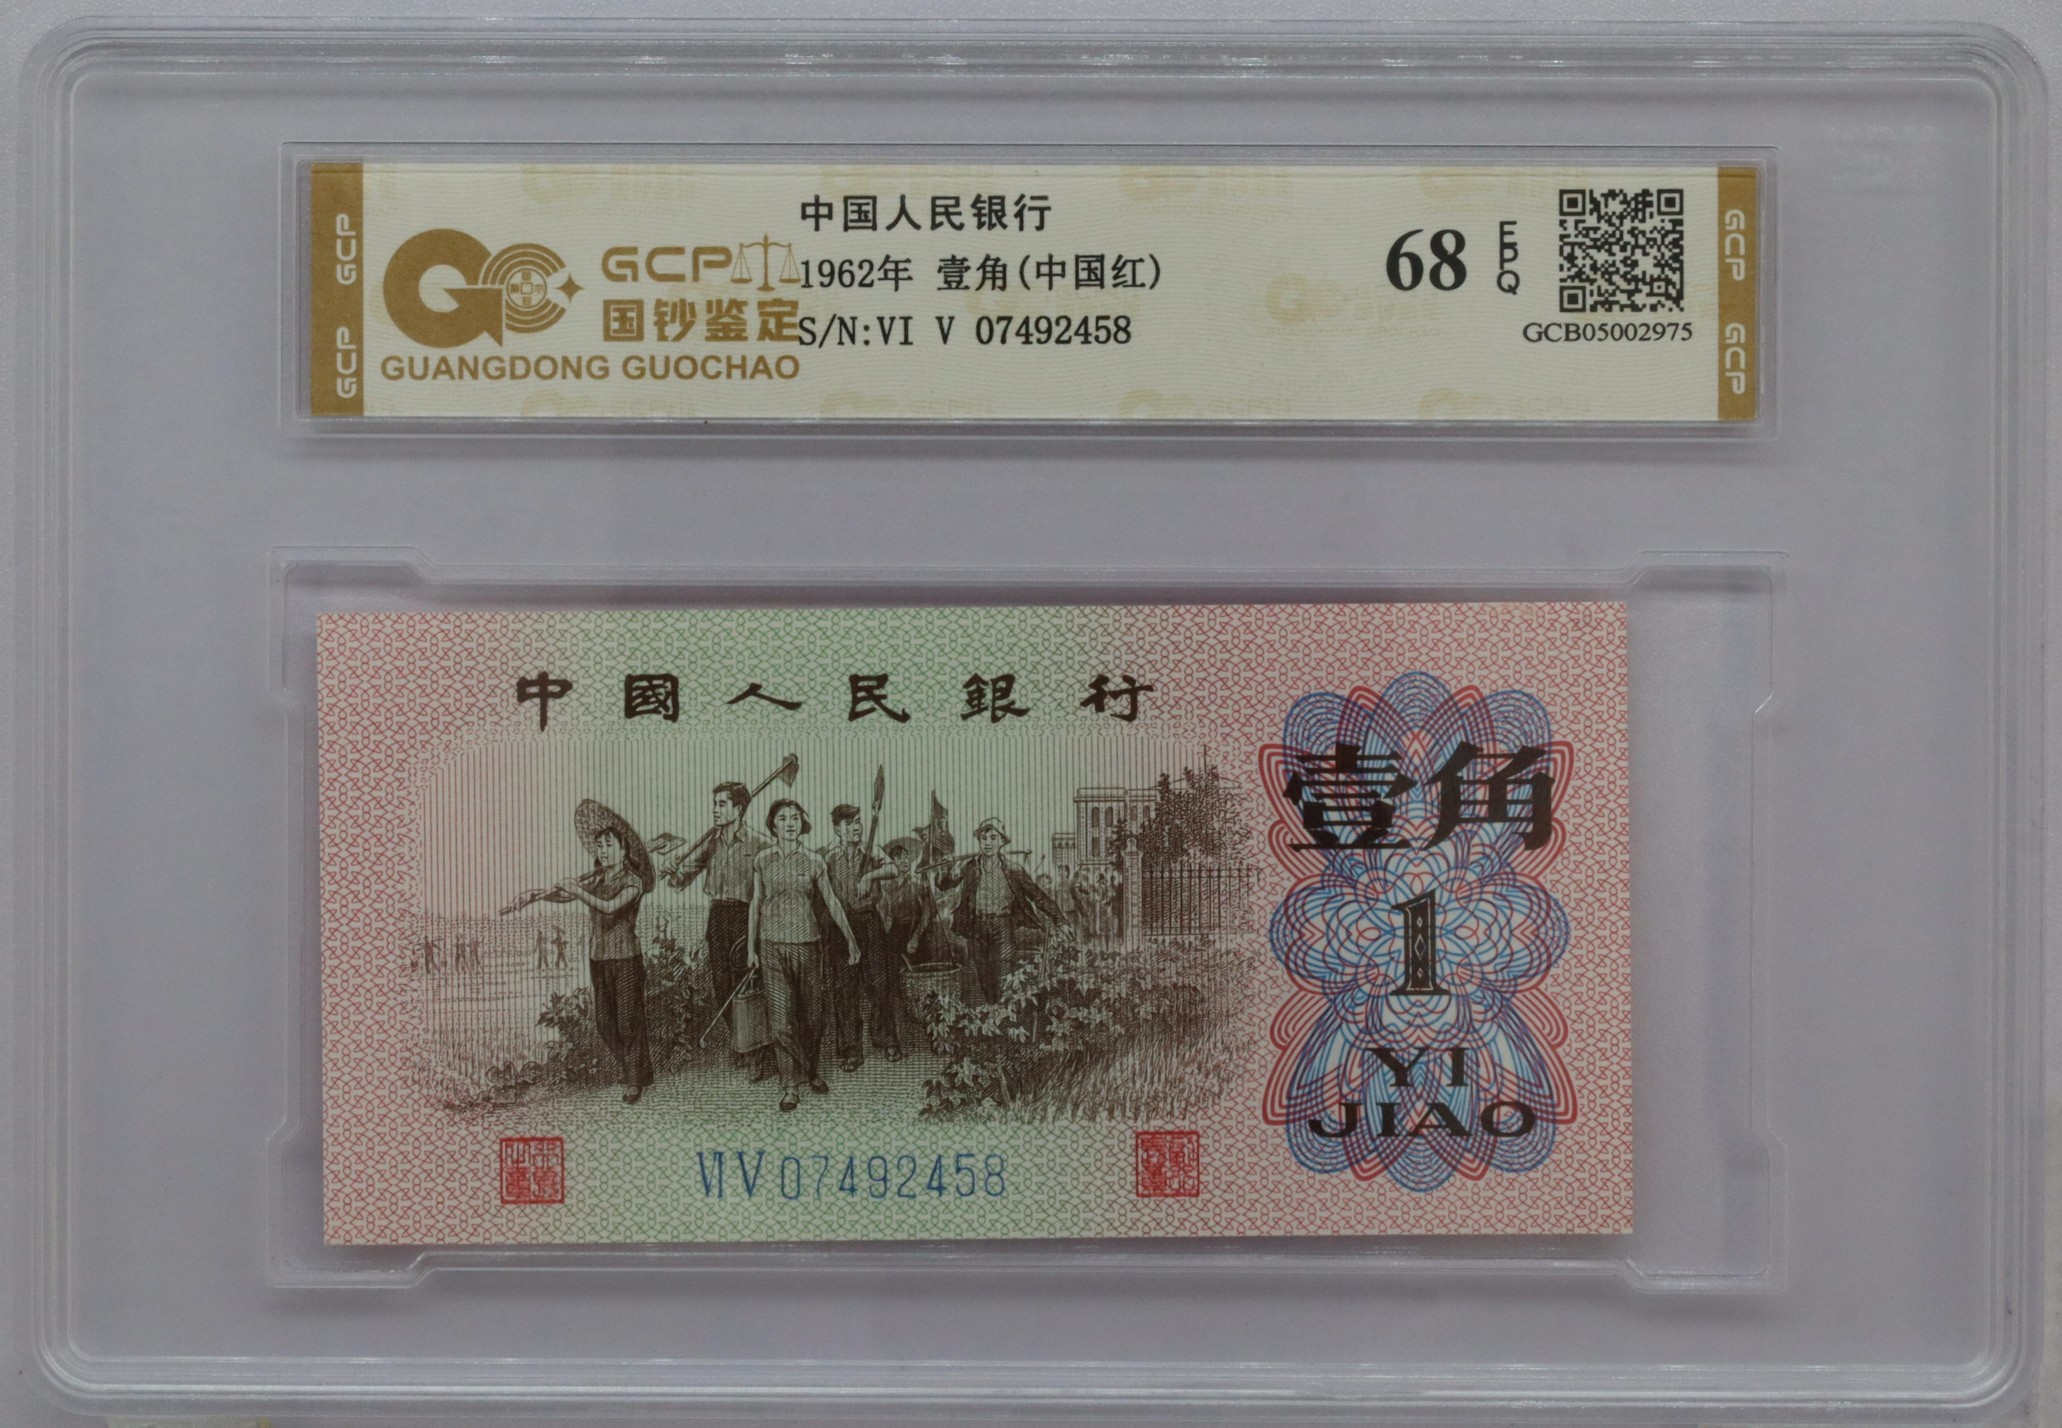 中国人民银行
GCP
1962年 壹角(中国红)
68
EPQ
国钞鉴定
S/N:VI V 07492458
GCB05002975
GUANGDONG GUOCHAO
GCP
GCP
GCP
GCP
中國人民銀行
壹角
1
YI
JIAO
VI V 07492458